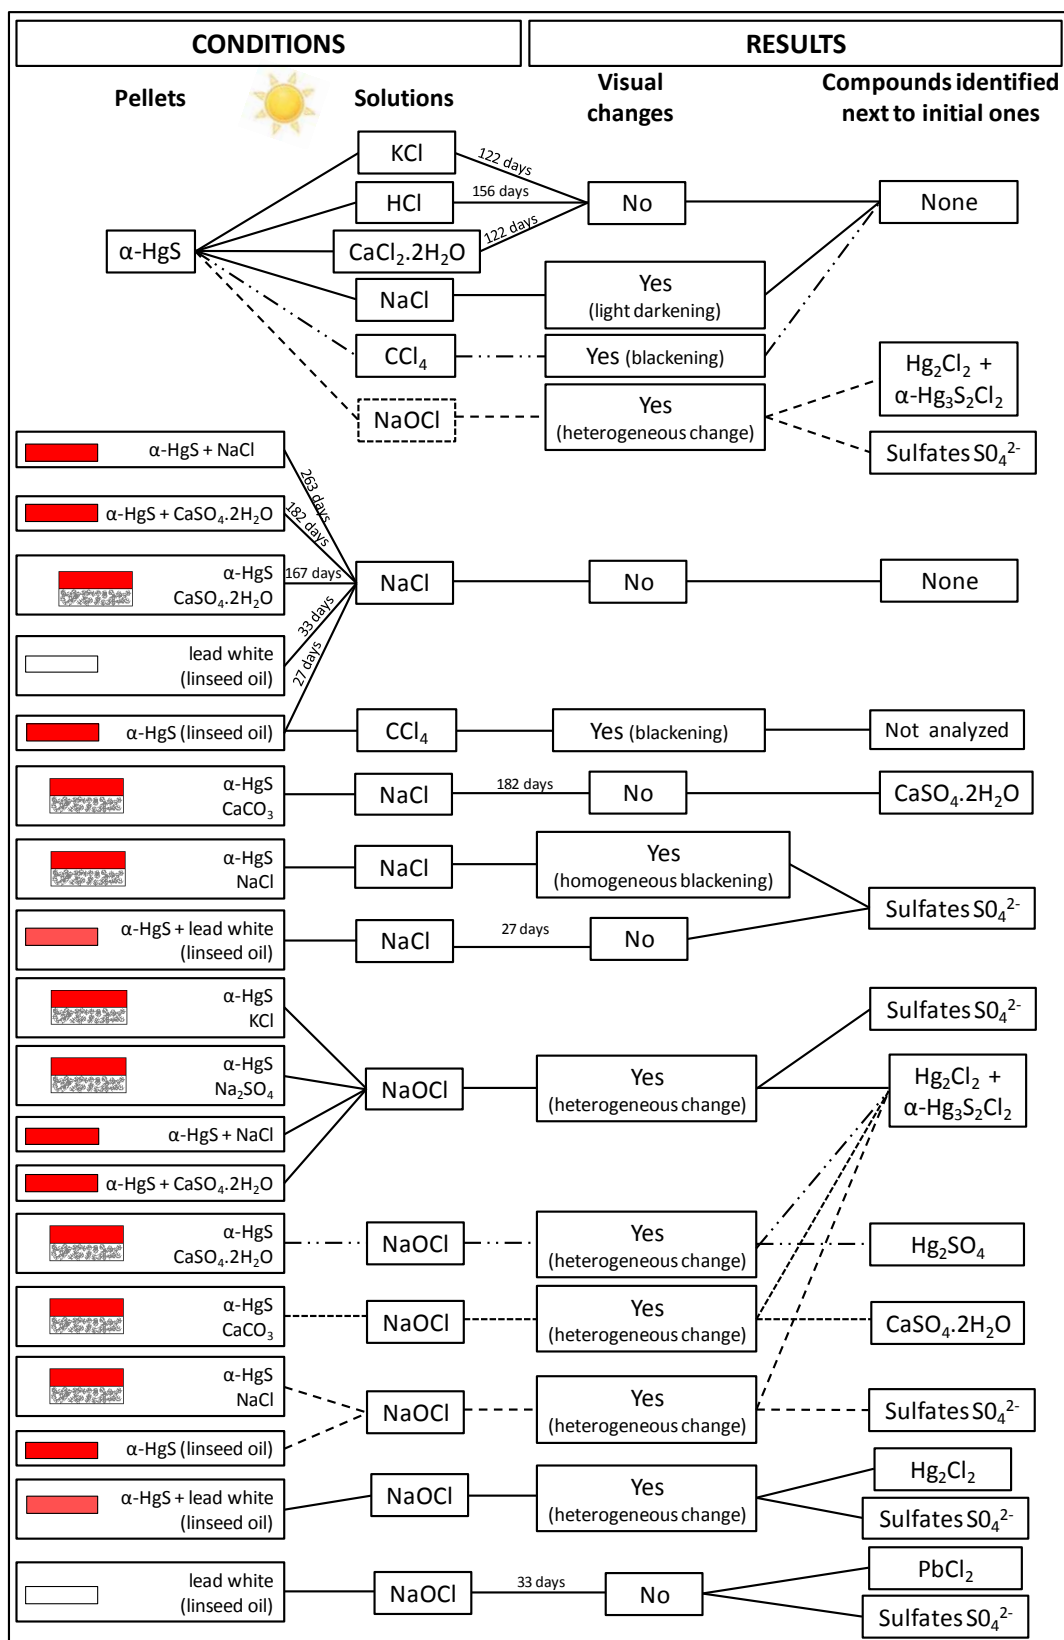 CONDITIONS
RESULTS
Pellets
Solutions
Visual
changes
Compounds identified
next to initial ones
α-HgS
KCl
122 days
HCl
156 days
CaCl₂.2H₂O
122 days
No
None
NaCl
Yes
(light darkening)
CCl₄
Yes (blackening)
NaOCl
Yes
(heterogeneous change)
Hg₂Cl₂ +
α-Hg₃S₂Cl₂
Sulfates S0₄²⁻
α-HgS + NaCl
263 days
α-HgS + CaSO₄.2H₂O
182 days
α-HgS
CaSO₄.2H₂O
167 days
NaCl
No
None
lead white
(linseed oil)
33 days
27 days
α-HgS (linseed oil)
CCl₄
Yes (blackening)
Not analyzed
α-HgS
CaCO₃
NaCl
182 days
No
CaSO₄.2H₂O
α-HgS
NaCl
NaCl
Yes
(homogeneous blackening)
Sulfates S0₄²⁻
α-HgS + lead white
(linseed oil)
NaCl
27 days
No
α-HgS
KCl
Sulfates S0₄²⁻
α-HgS
Na₂SO₄
NaOCl
Yes
(heterogeneous change)
Hg₂Cl₂ +
α-Hg₃S₂Cl₂
α-HgS + NaCl
α-HgS + CaSO₄.2H₂O
α-HgS
CaSO₄.2H₂O
NaOCl
Yes
(heterogeneous change)
Hg₂SO₄
α-HgS
CaCO₃
NaOCl
Yes
(heterogeneous change)
CaSO₄.2H₂O
α-HgS
NaCl
NaOCl
Yes
(heterogeneous change)
Sulfates S0₄²⁻
α-HgS (linseed oil)
α-HgS + lead white
(linseed oil)
NaOCl
Yes
(heterogeneous change)
Hg₂Cl₂
Sulfates S0₄²⁻
lead white
(linseed oil)
NaOCl
33 days
No
PbCl₂
Sulfates S0₄²⁻